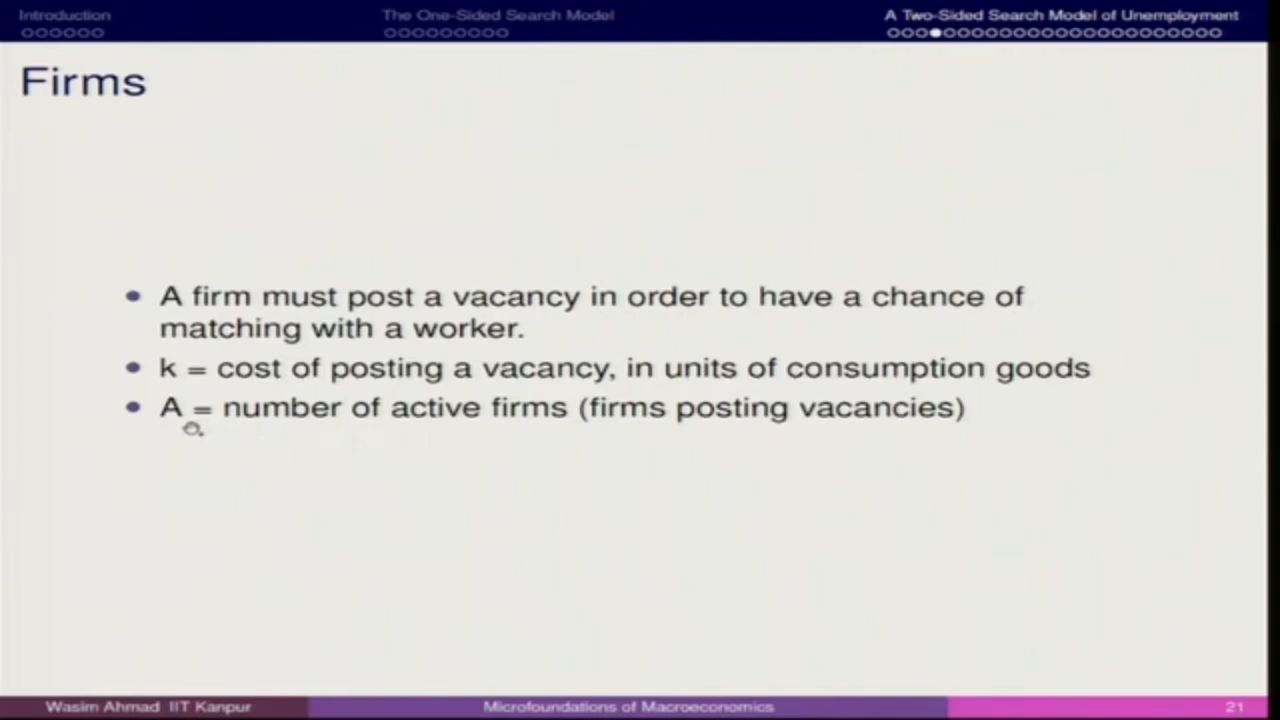 Introduction The One-Sided Search Model A Two-Sided Search Model of Unemployment
Firms
• A firm must post a vacancy in order to have a chance of
matching with a worker.
• k = cost of posting a vacancy, in units of consumption goods
• A = number of active firms (firms posting vacancies)
Wasim Ahmad IIT Kanpur Microfoundations of Macroeconomics 21